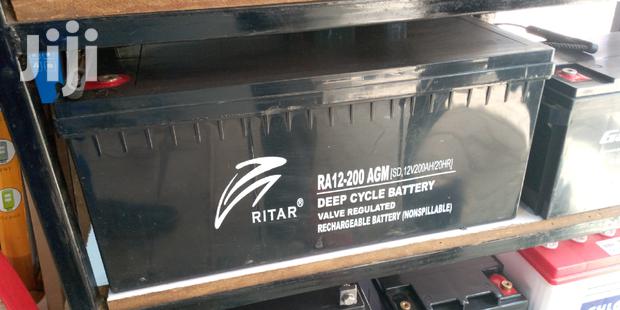 Jiji
RA12-200 AGM [SD, 12V200AH/20HR]
DEEP CYCLE BATTERY
VALVE REGULATED
RECHARGEABLE BATTERY (NONSPILLABLE)
RITAR®